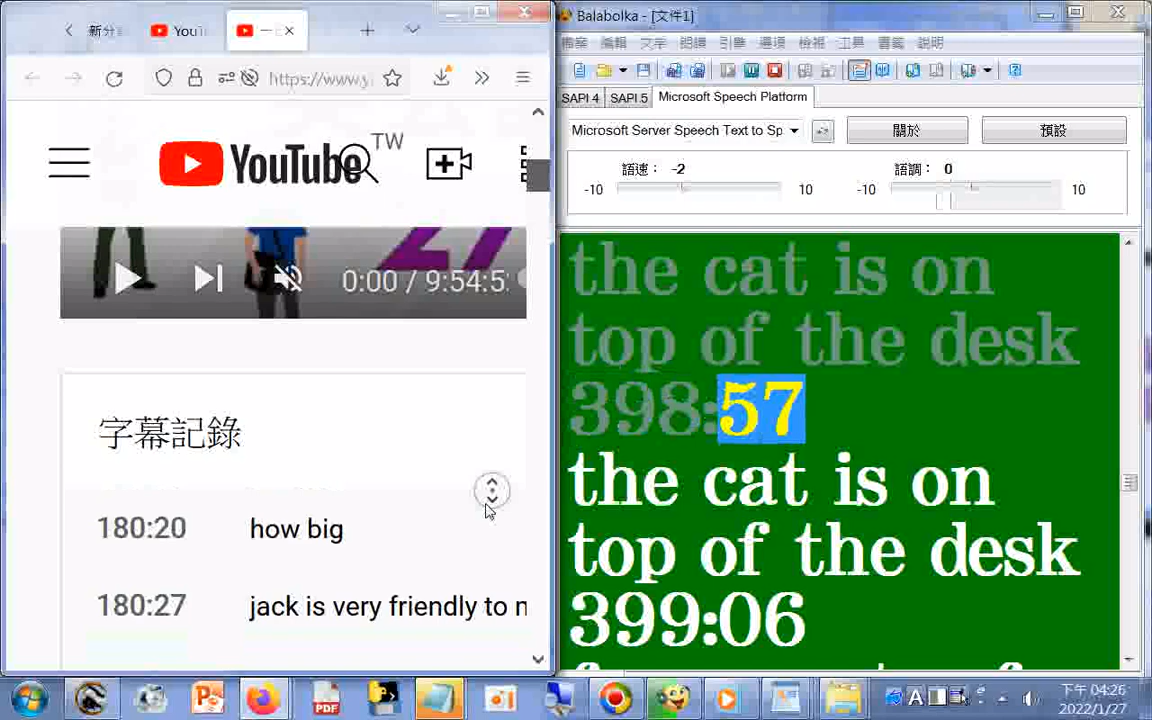 新分
YouT
一
https://www.y
YouTube
TW
27
0:00 / 9:54:5
字幕記錄
180:20
how big
180:27
jack is very friendly to n
Balabolka - [文件1]
檔案 編輯 文字 朗讀 引擎 選項 檢視 工具 書籤 說明
SAPI 4
SAPI 5
Microsoft Speech Platform
Microsoft Server Speech Text to Sp
關於
預設
語速： -2
-10
10
語調： 0
-10
10
the cat is on
top of the desk
398:57
the cat is on
top of the desk
399:06
PDF
A
下午 04:26
2022/1/27